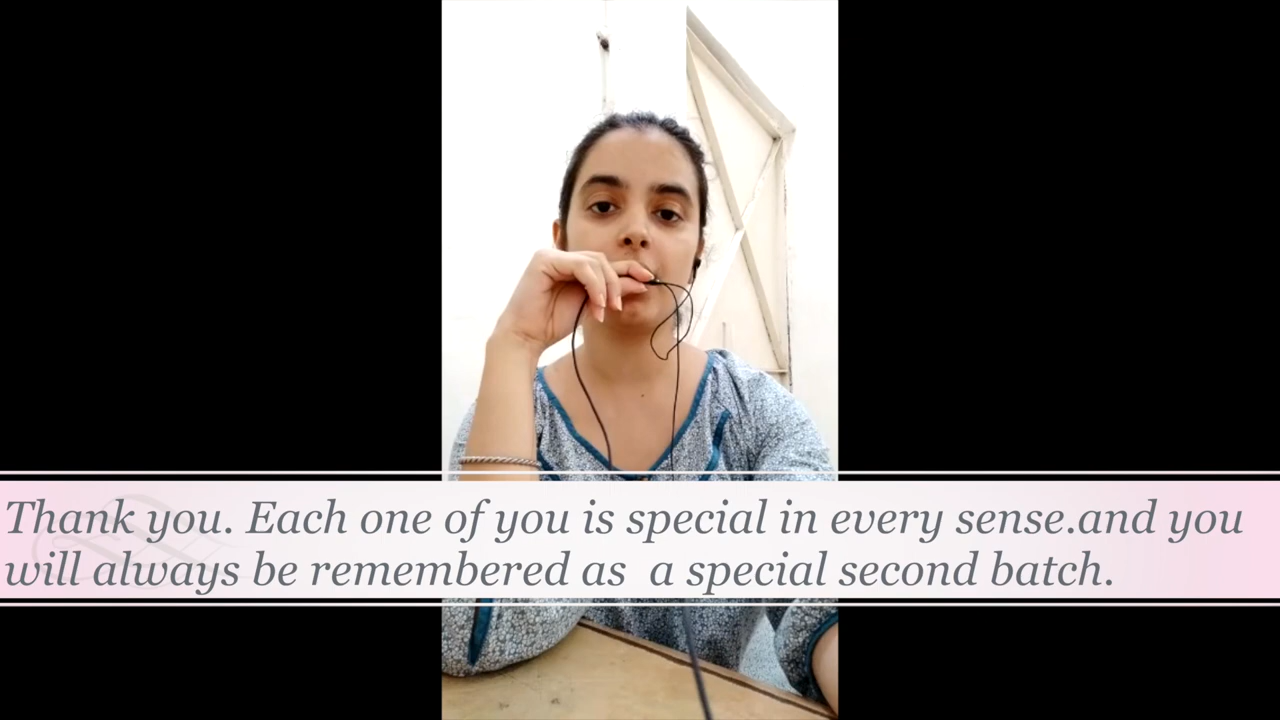 Thank you. Each one of you is special in every sense.and you
will always be remembered as  a special second batch.